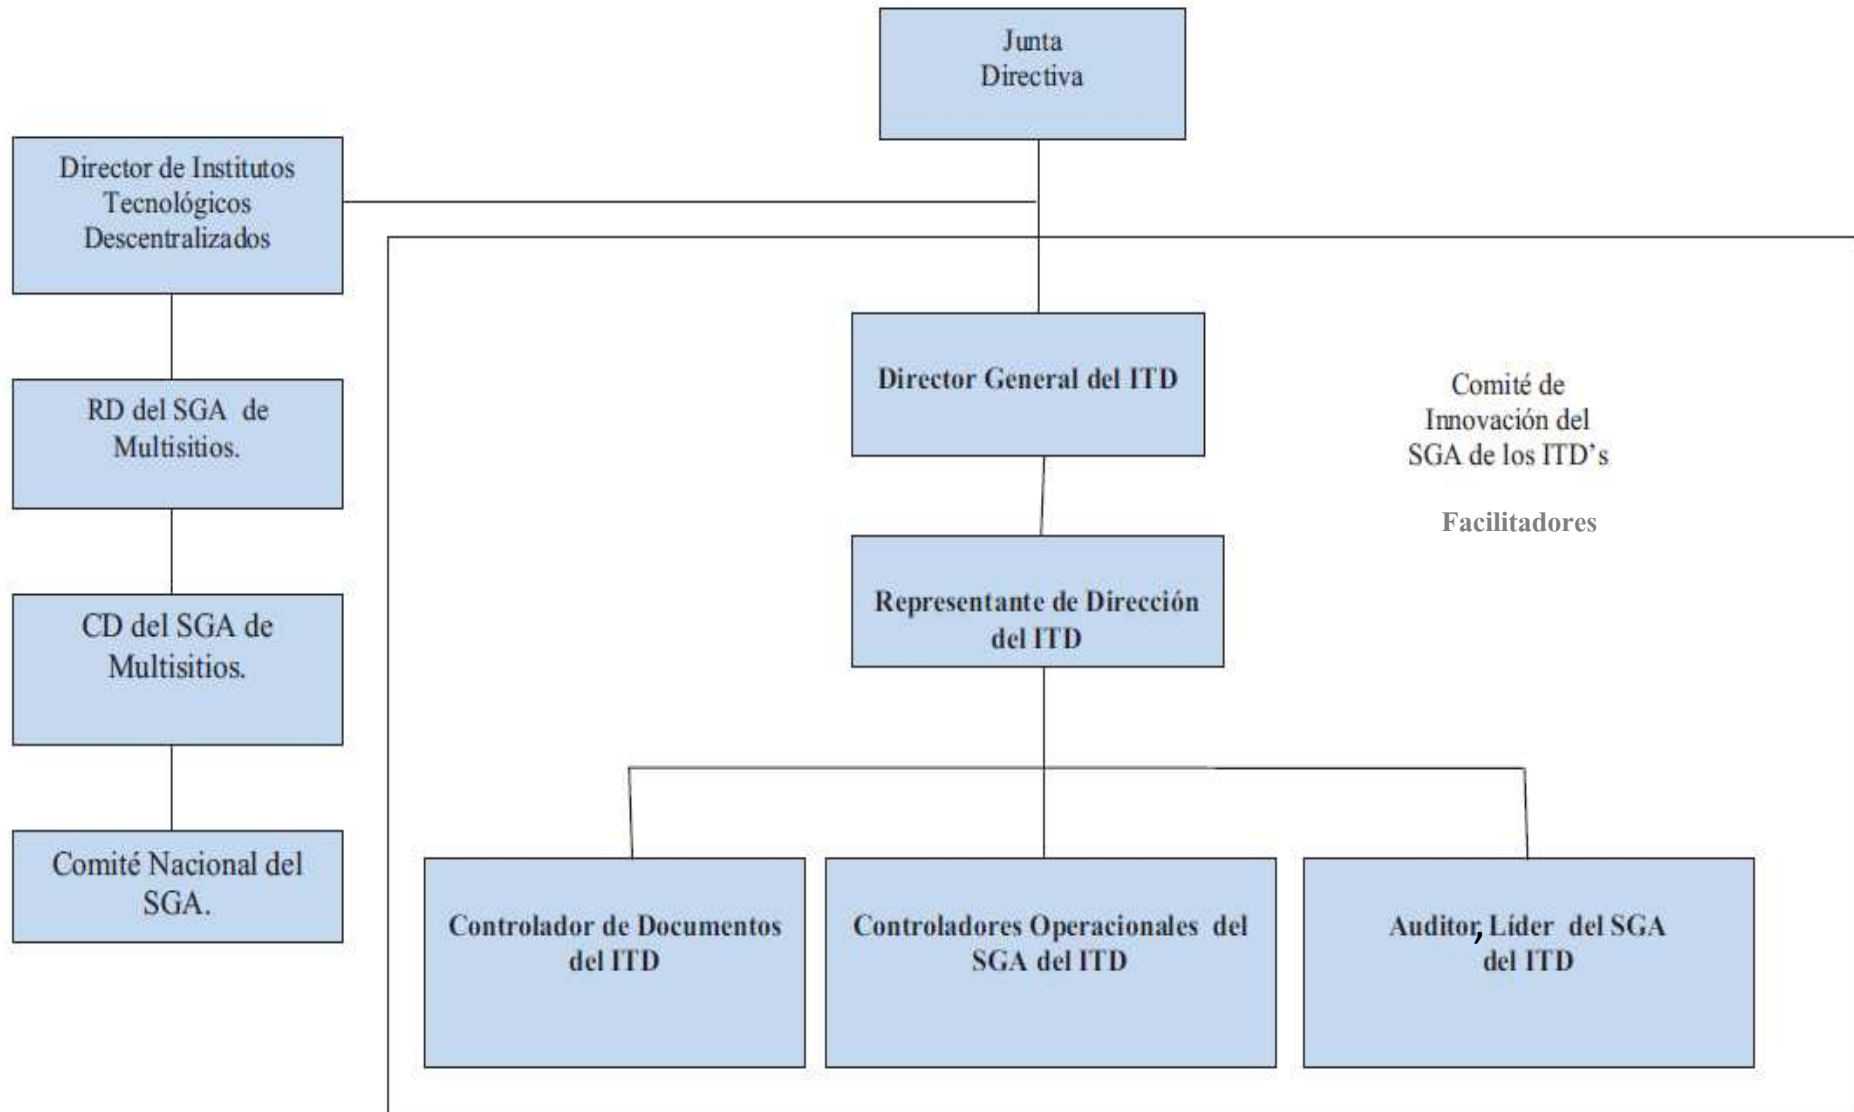 Junta
Directiva
Director de Institutos
Tecnológicos
Descentralizados
RD del SGA de
Multisitios.
CD del SGA de
Multisitios.
Comité Nacional del
SGA.
Director General del ITD
Comité de
Innovación del
SGA de los ITD’s
Facilitadores
Representante de Dirección
del ITD
Controlador de Documentos
del ITD
Controladores Operacionales del
SGA del ITD
Auditor, Líder del SGA
del ITD